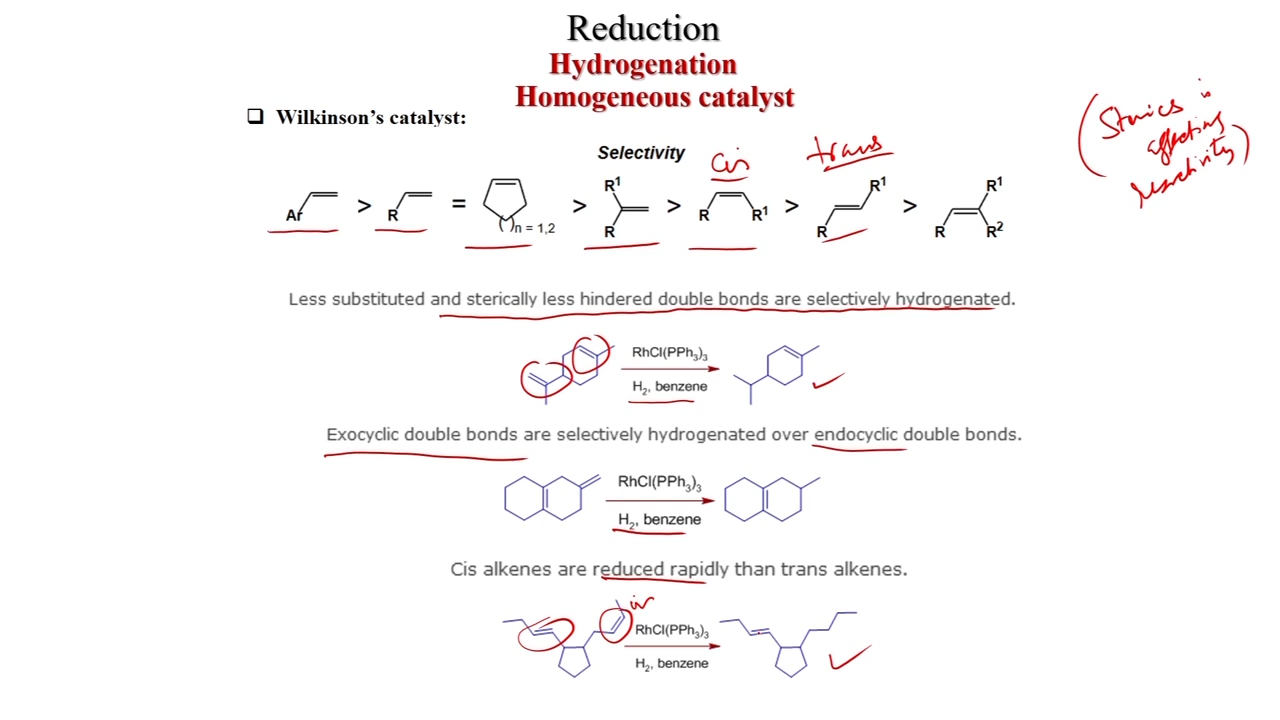 Reduction
Hydrogenation
Homogeneous catalyst
❑ Wilkinson's catalyst:
(Sterics is
affecting
reactivity)
Selectivity
cis
trans
Ar > R = ( )n = 1,2 > R¹ R > R R¹ > R R¹ > R R¹ R²
Less substituted and sterically less hindered double bonds are selectively hydrogenated.
RhCl(PPh₃)₃
H₂, benzene
Exocyclic double bonds are selectively hydrogenated over endocyclic double bonds.
RhCl(PPh₃)₃
H₂, benzene
Cis alkenes are reduced rapidly than trans alkenes.
RhCl(PPh₃)₃
H₂, benzene